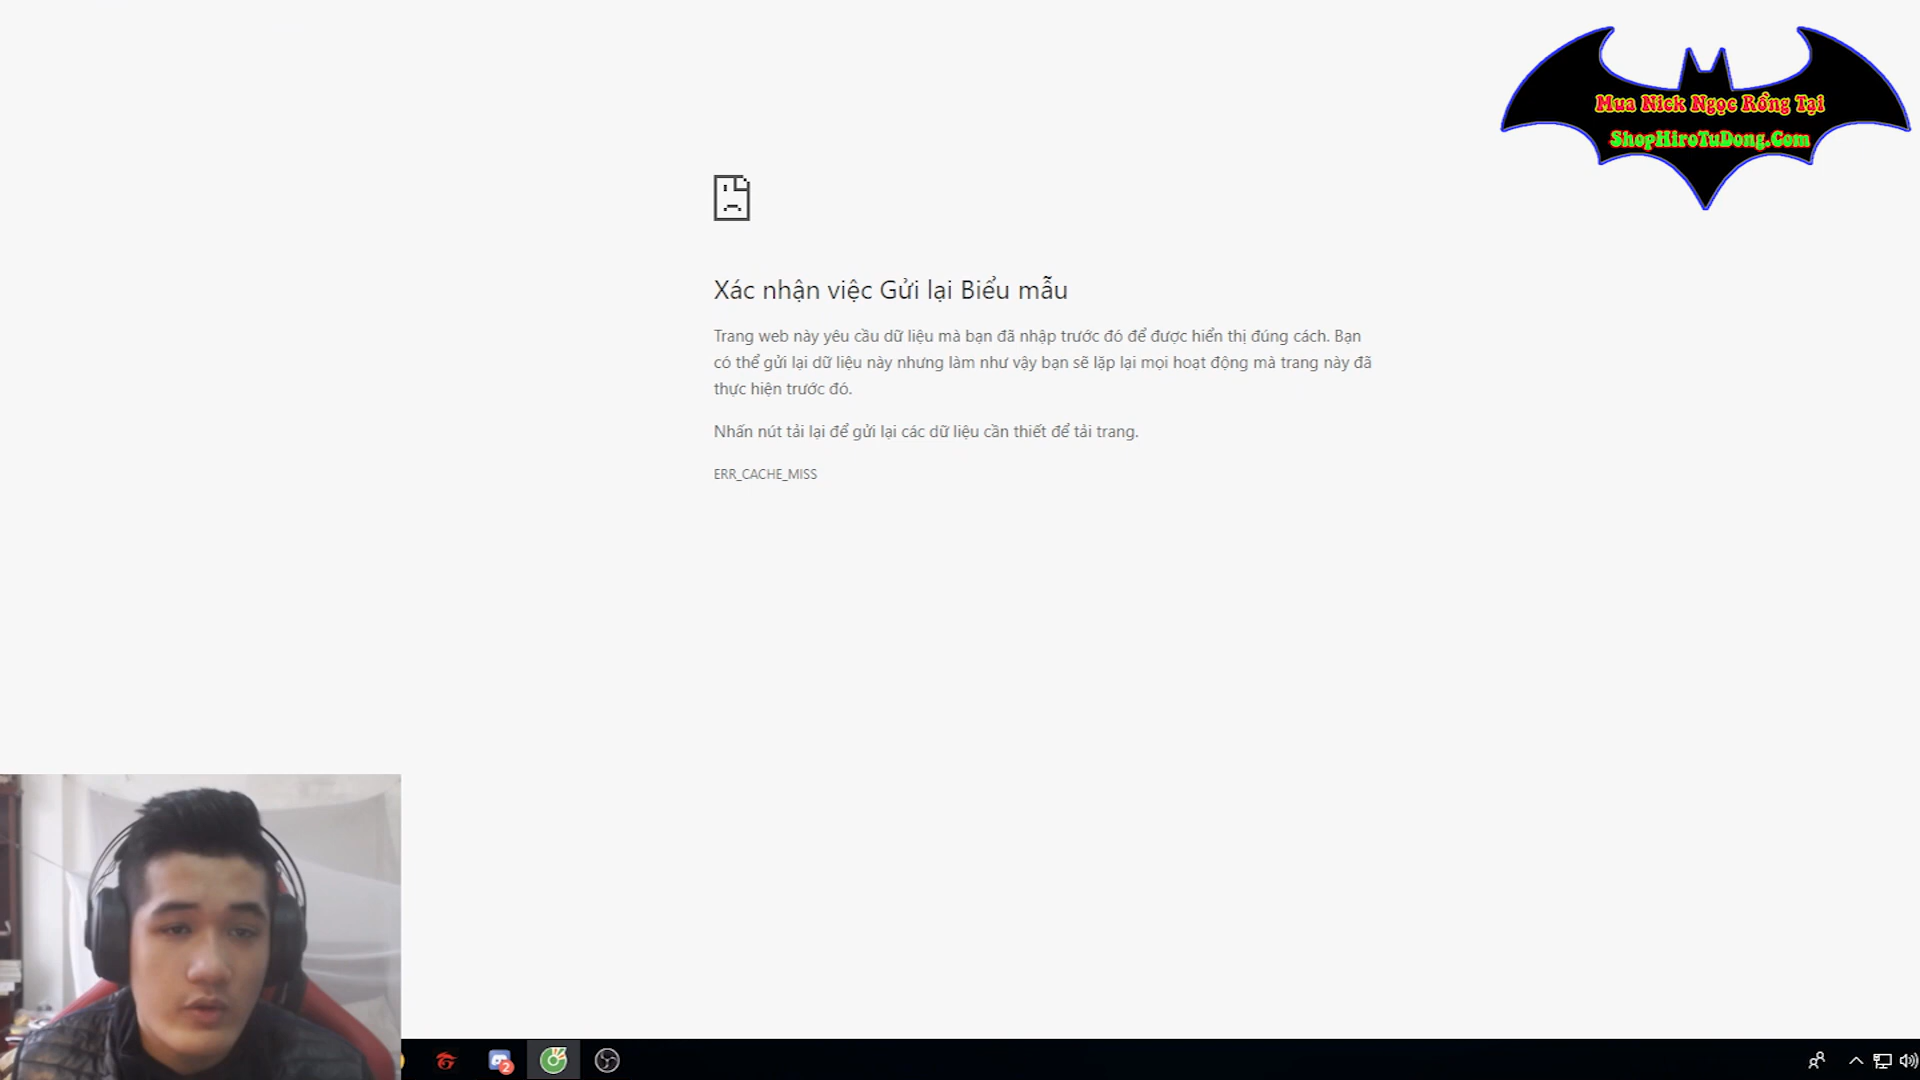 Mua Nick Ngọc Rồng Tại
ShopHiroTuDong.Com
Xác nhận việc Gửi lại Biểu mẫu
Trang web này yêu cầu dữ liệu mà bạn đã nhập trước đó để được hiển thị đúng cách. Bạn
có thể gửi lại dữ liệu này nhưng làm như vậy bạn sẽ lặp lại mọi hoạt động mà trang này đã
thực hiện trước đó.
Nhấn nút tải lại để gửi lại các dữ liệu cần thiết để tải trang.
ERR_CACHE_MISS
2